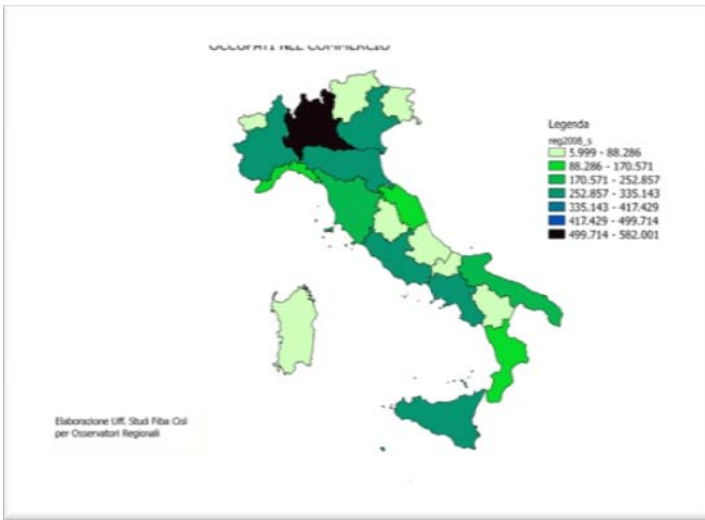 OCCUPATI NEL COMMERCIO
Legenda
reg2008_s
5.999 - 88.286
88.286 - 170.571
170.571 - 252.857
252.857 - 335.143
335.143 - 417.429
417.429 - 499.714
499.714 - 582.001
Elaborazione Uff. Studi Fiba Cisl
per Osservatori Regionali